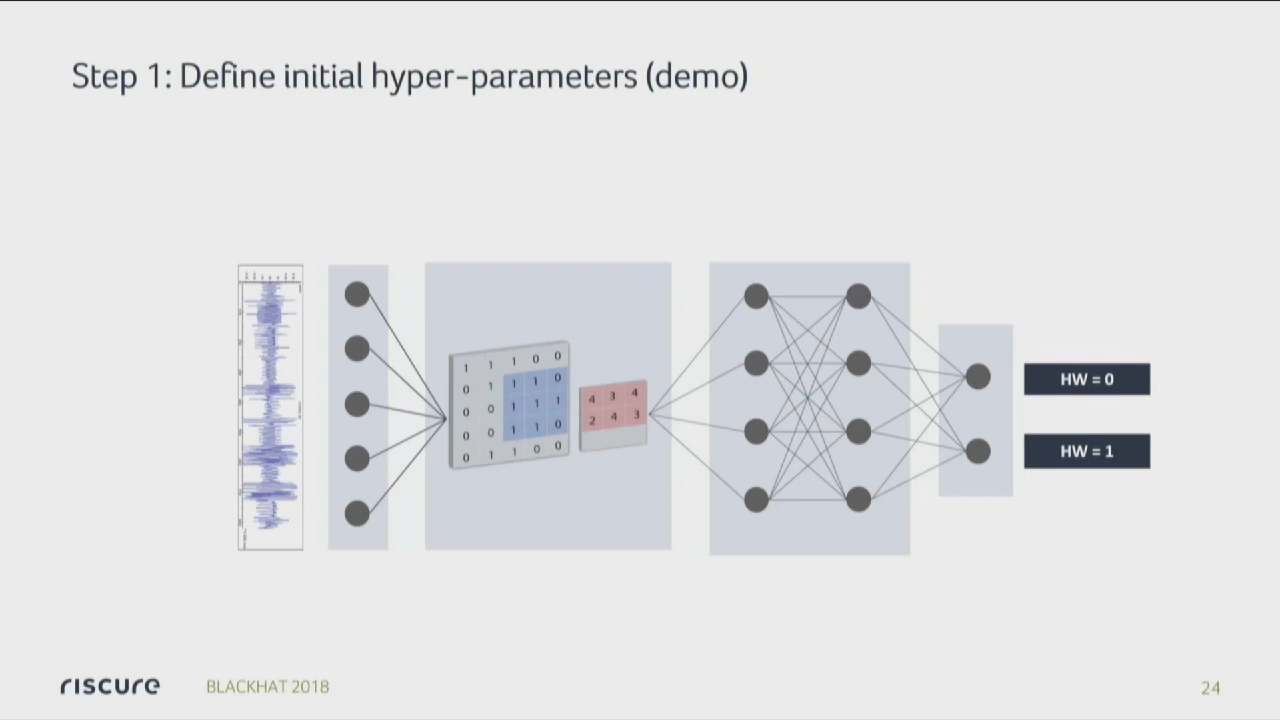 Step 1: Define initial hyper-parameters (demo)
1 1 1 0 0
0 1 1 1 0
0 0 1 1 1
0 0 1 1 0
0 1 1 0 0
4 3 4
2 4 3
HW = 0
HW = 1
riscure
BLACKHAT 2018
24